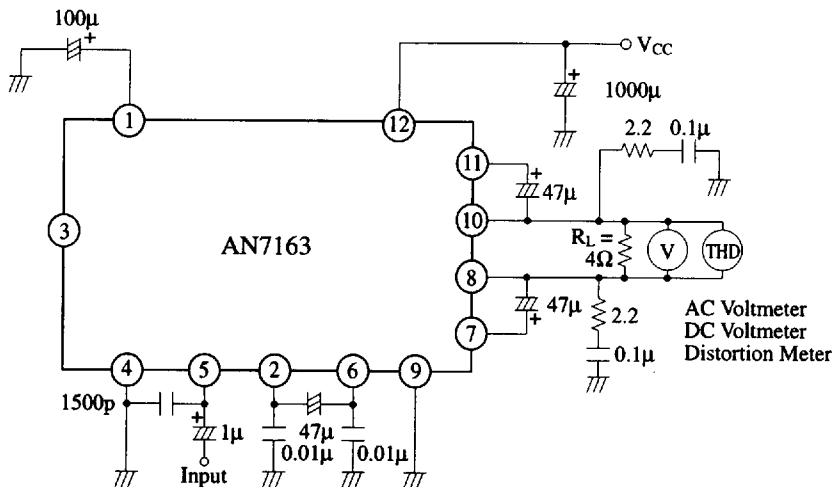 100μ
+
V_CC
+
1000μ
1
12
2.2
0.1μ
11
+
47μ
3
10
AN7163
R_L =
4Ω
V
THD
8
47μ
+
2.2
7
0.1μ
AC Voltmeter
DC Voltmeter
Distortion Meter
4
5
2
6
9
1500p
+
1μ
47μ
0.01μ
0.01μ
Input